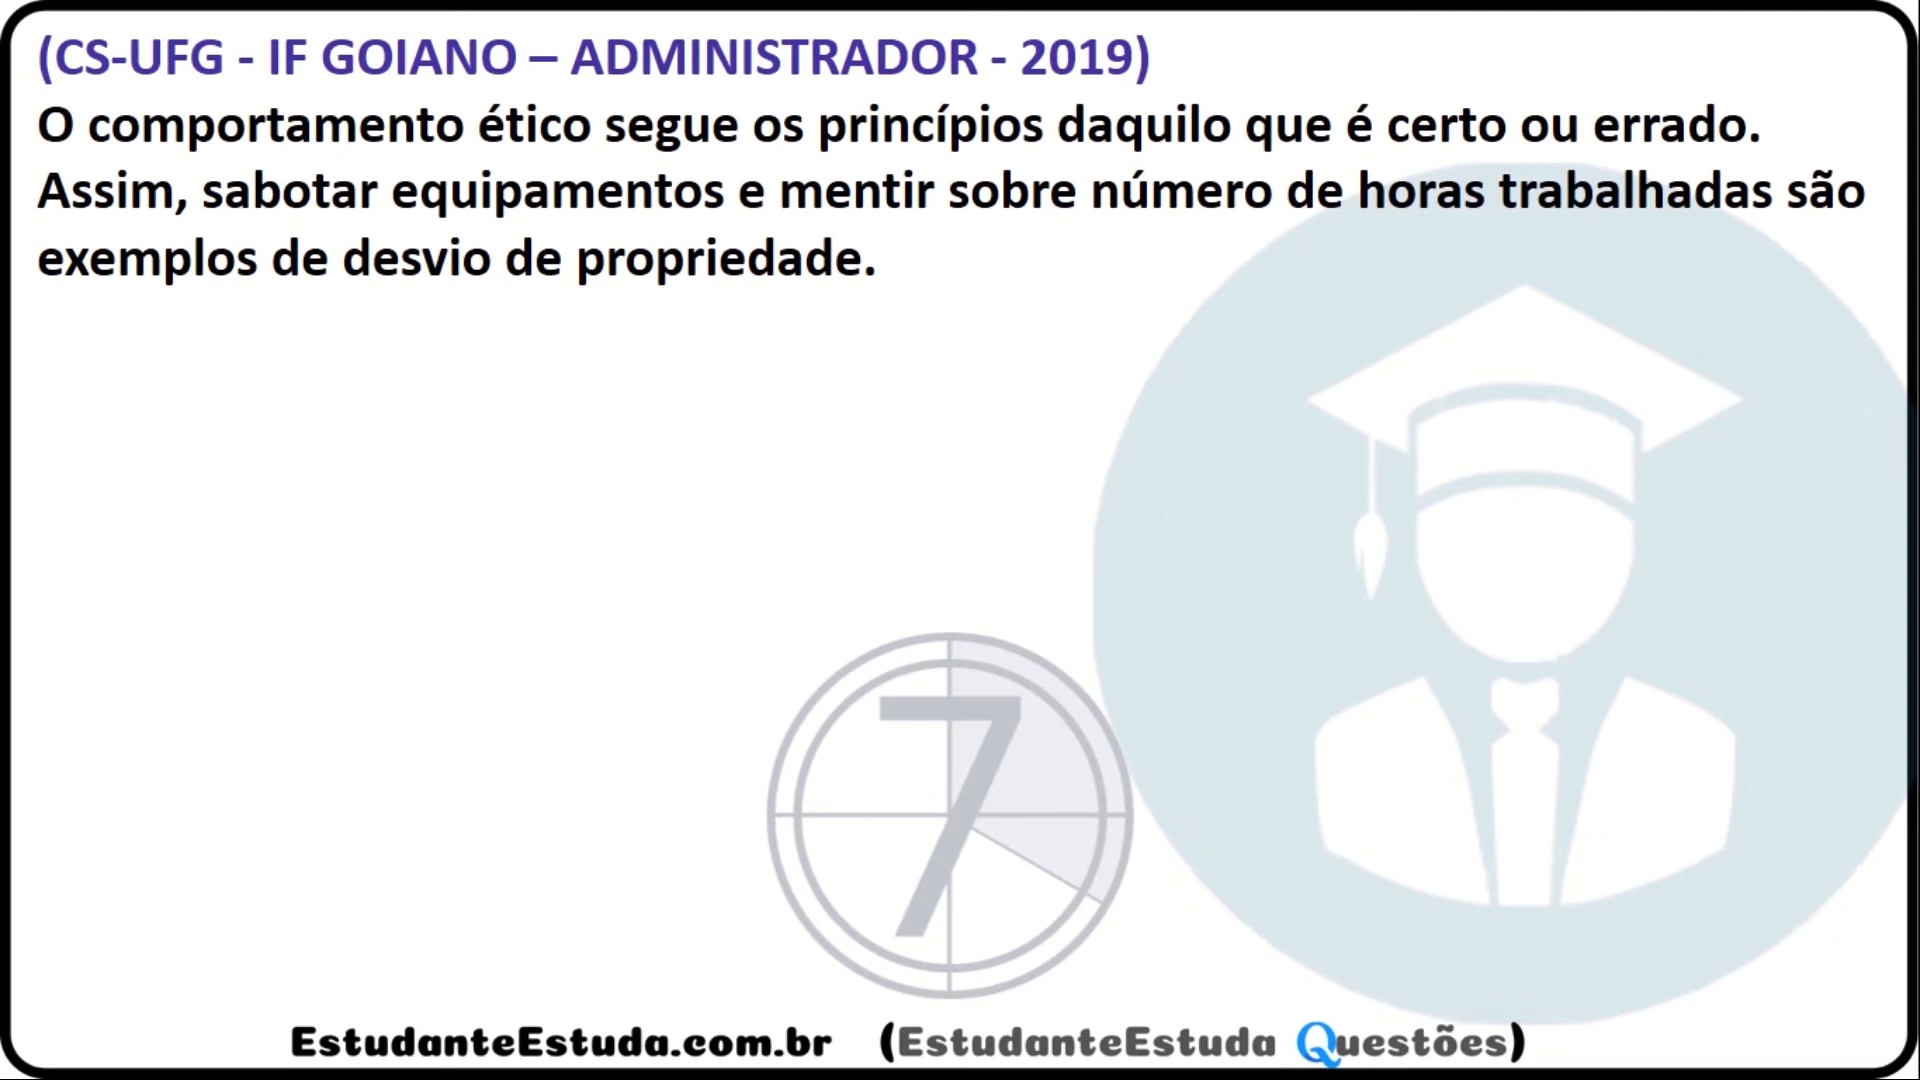 (CS-UFG - IF GOIANO – ADMINISTRADOR - 2019)
O comportamento ético segue os princípios daquilo que é certo ou errado.
Assim, sabotar equipamentos e mentir sobre número de horas trabalhadas são
exemplos de desvio de propriedade.
7
EstudanteEstuda.com.br (EstudanteEstuda Questões)